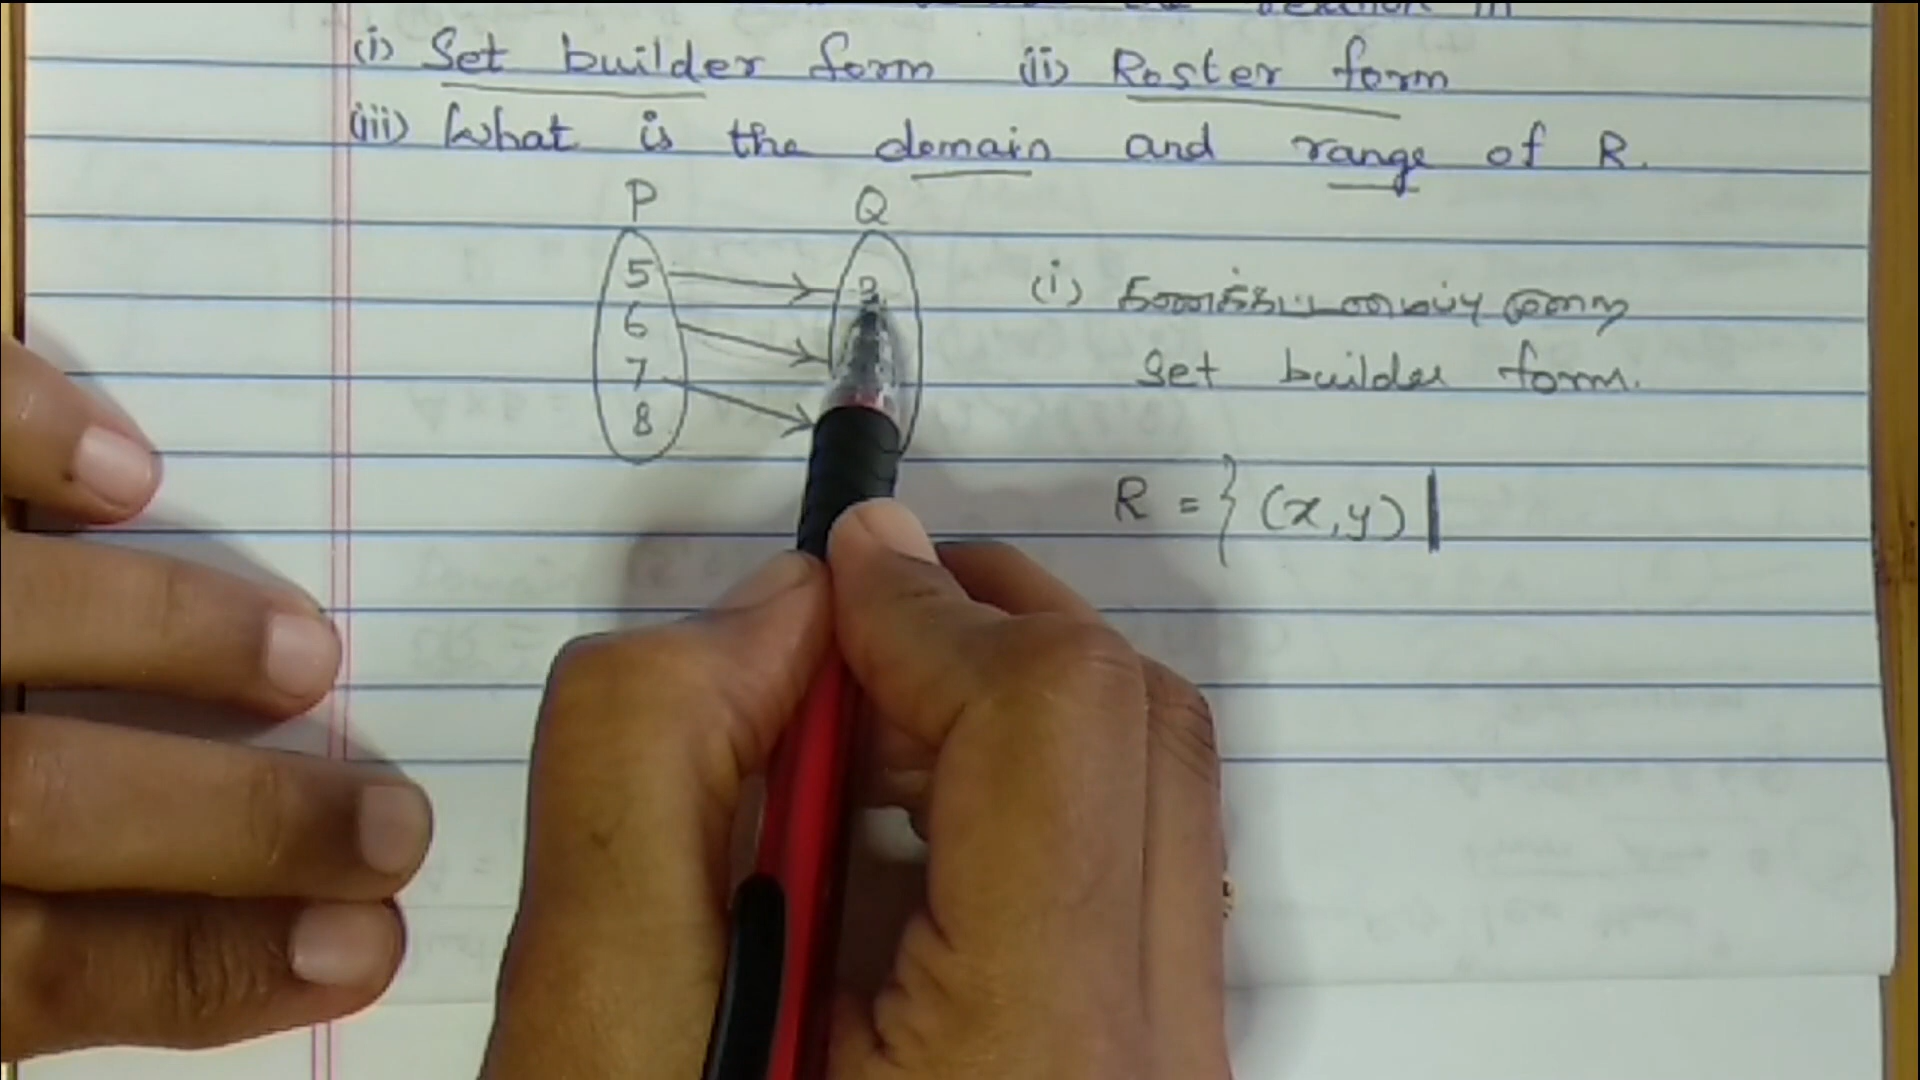 (i) Set builder form (ii) Roster form
(iii) What is the domain and range of R.
P Q
5
6
7
8
3
(i) கணக்கட்டமைப்பு முறை
Set builder form.
R = { (x, y) |